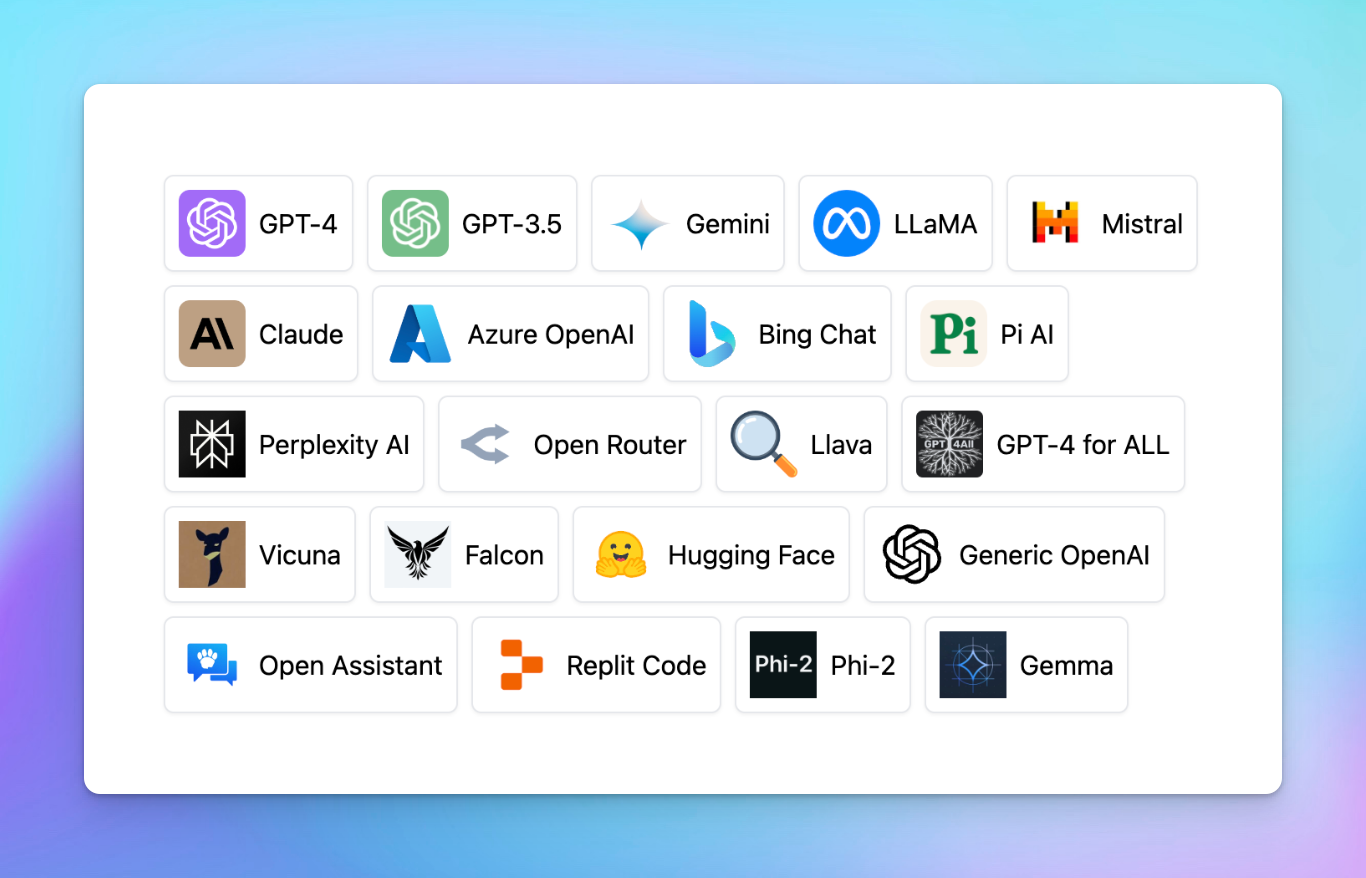 GPT-4 GPT-3.5 Gemini LLaMA Mistral
AI Claude Azure OpenAI Bing Chat Pi Pi AI
Perplexity AI Open Router Llava GPT4All GPT-4 for ALL
Vicuna Falcon Hugging Face Generic OpenAI
Open Assistant Replit Code Phi-2 Phi-2 Gemma